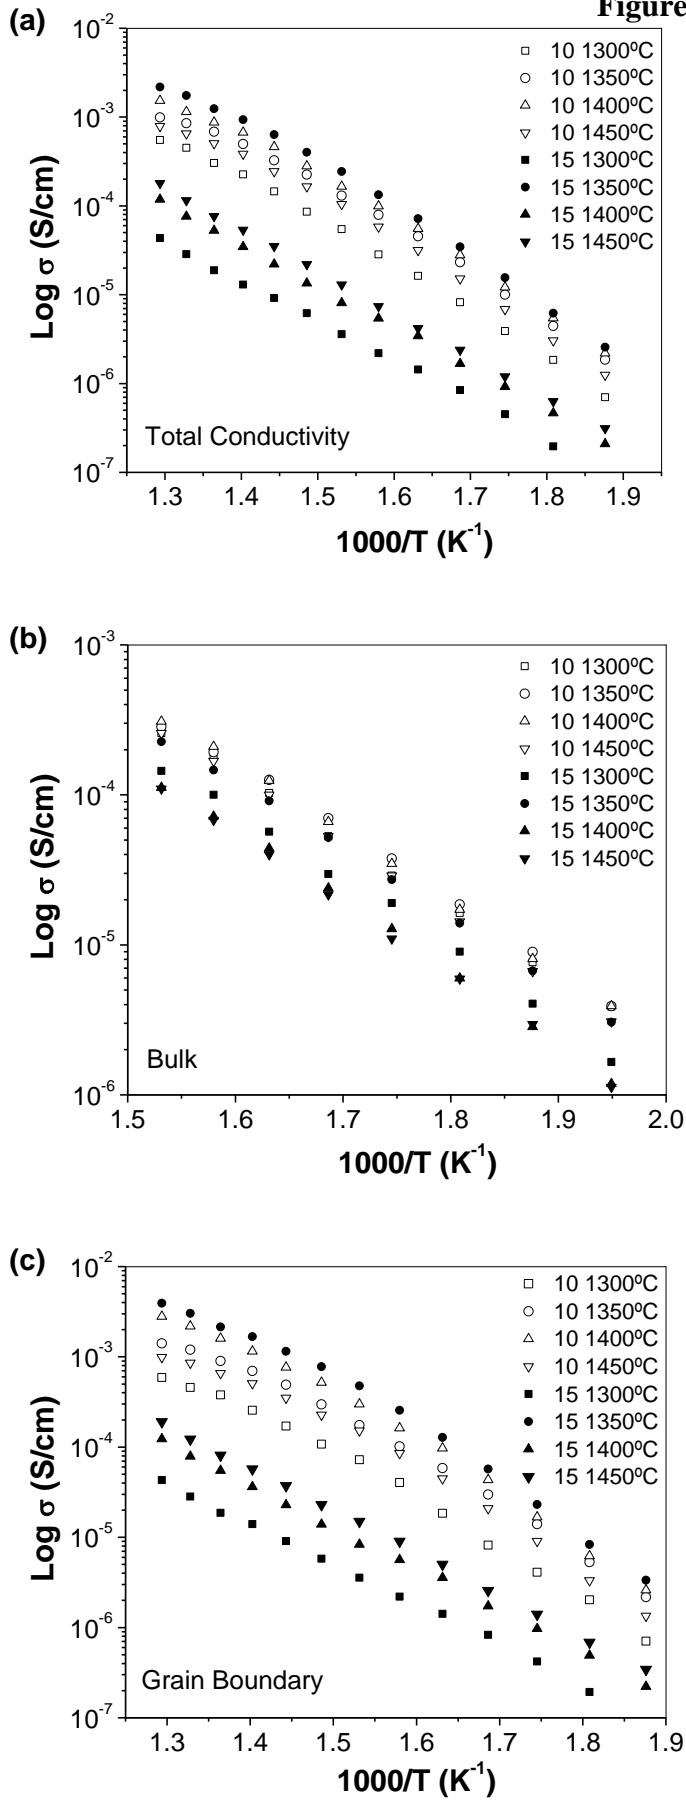 Figure
(a)
10⁻²
10⁻³
10⁻⁴
10⁻⁵
10⁻⁶
10⁻⁷
Log σ (S/cm)
10 1300ºC
10 1350ºC
10 1400ºC
10 1450ºC
15 1300ºC
15 1350ºC
15 1400ºC
15 1450ºC
Total Conductivity
1.3 1.4 1.5 1.6 1.7 1.8 1.9
1000/T (K⁻¹)
(b)
10⁻³
10⁻⁴
10⁻⁵
10⁻⁶
Log σ (S/cm)
10 1300ºC
10 1350ºC
10 1400ºC
10 1450ºC
15 1300ºC
15 1350ºC
15 1400ºC
15 1450ºC
Bulk
1.5 1.6 1.7 1.8 1.9 2.0
1000/T (K⁻¹)
(c)
10⁻²
10⁻³
10⁻⁴
10⁻⁵
10⁻⁶
10⁻⁷
Log σ (S/cm)
10 1300ºC
10 1350ºC
10 1400ºC
10 1450ºC
15 1300ºC
15 1350ºC
15 1400ºC
15 1450ºC
Grain Boundary
1.3 1.4 1.5 1.6 1.7 1.8 1.9
1000/T (K⁻¹)